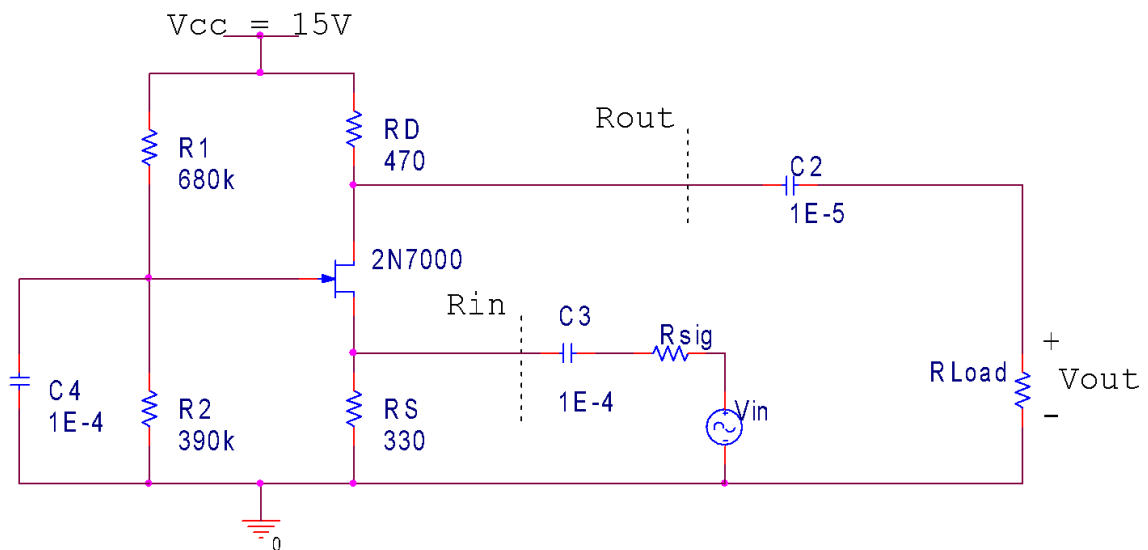 Vcc = 15V
R1
680k
RD
470
Rout
C2
1E-5
2N7000
Rin
C3
1E-4
Rsig
Vin
C4
1E-4
R2
390k
RS
330
RLoad
+
Vout
-
0